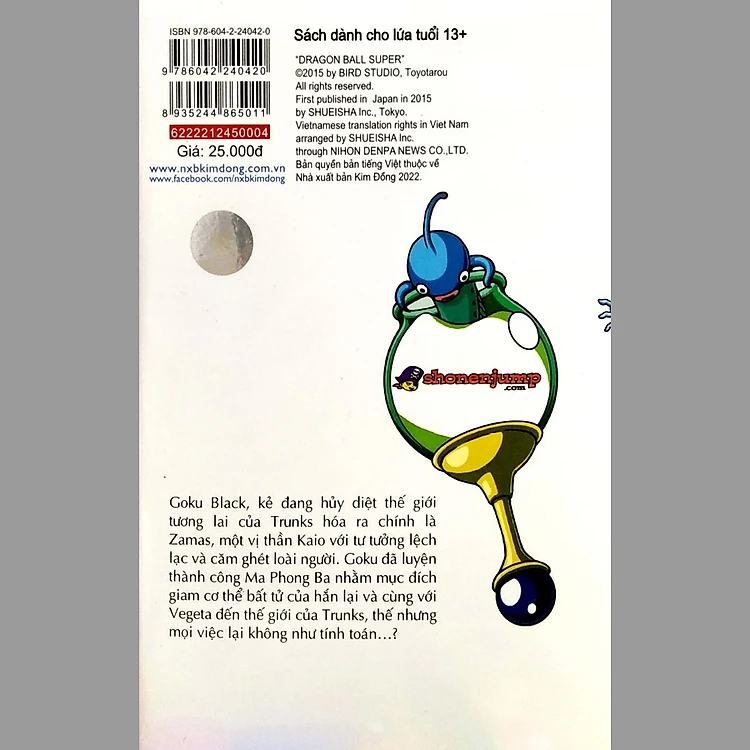 ISBN 978-604-2-24042-0
9 786042 240420
8 935244 865011
6222212450004
Giá: 25.000đ
www.nxbkimdong.com.vn
www.facebook.com/nxbkimdong
Sách dành cho lứa tuổi 13+
"DRAGON BALL SUPER"
©2015 by BIRD STUDIO, Toyotarou
All rights reserved.
First published in Japan in 2015
by SHUEISHA Inc., Tokyo.
Vietnamese translation rights in Viet Nam
arranged by SHUEISHA Inc.
through NIHON DENPA NEWS CO.,LTD.
Bản quyền bản tiếng Việt thuộc về
Nhà xuất bản Kim Đồng 2022.
shonenjump
.com
Goku Black, kẻ đang hủy diệt thế giới
tương lai của Trunks hóa ra chính là
Zamas, một vị thần Kaio với tư tưởng lệch
lạc và căm ghét loài người. Goku đã luyện
thành công Ma Phong Ba nhằm mục đích
giam cơ thể bất tử của hắn lại và cùng với
Vegeta đến thế giới của Trunks, thế nhưng
mọi việc lại không như tính toán...?